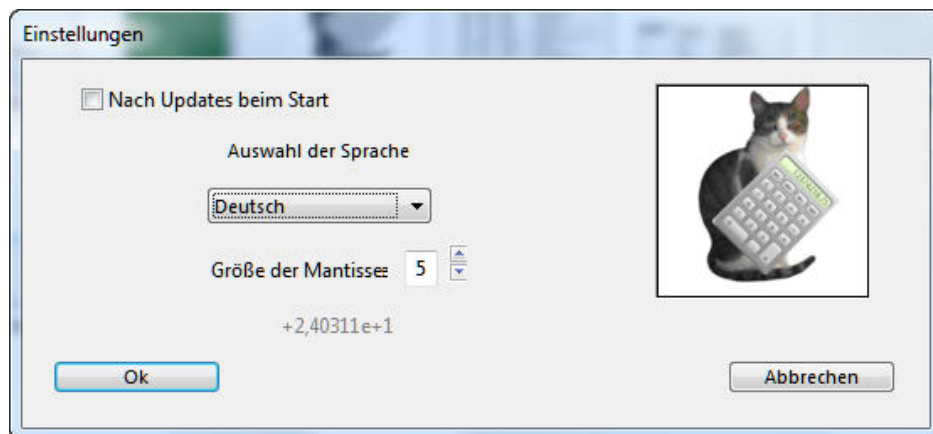 Einstellungen
Nach Updates beim Start
Auswahl der Sprache
Deutsch
Größe der Mantisse 5
+2,40311e+1
Ok
Abbrechen